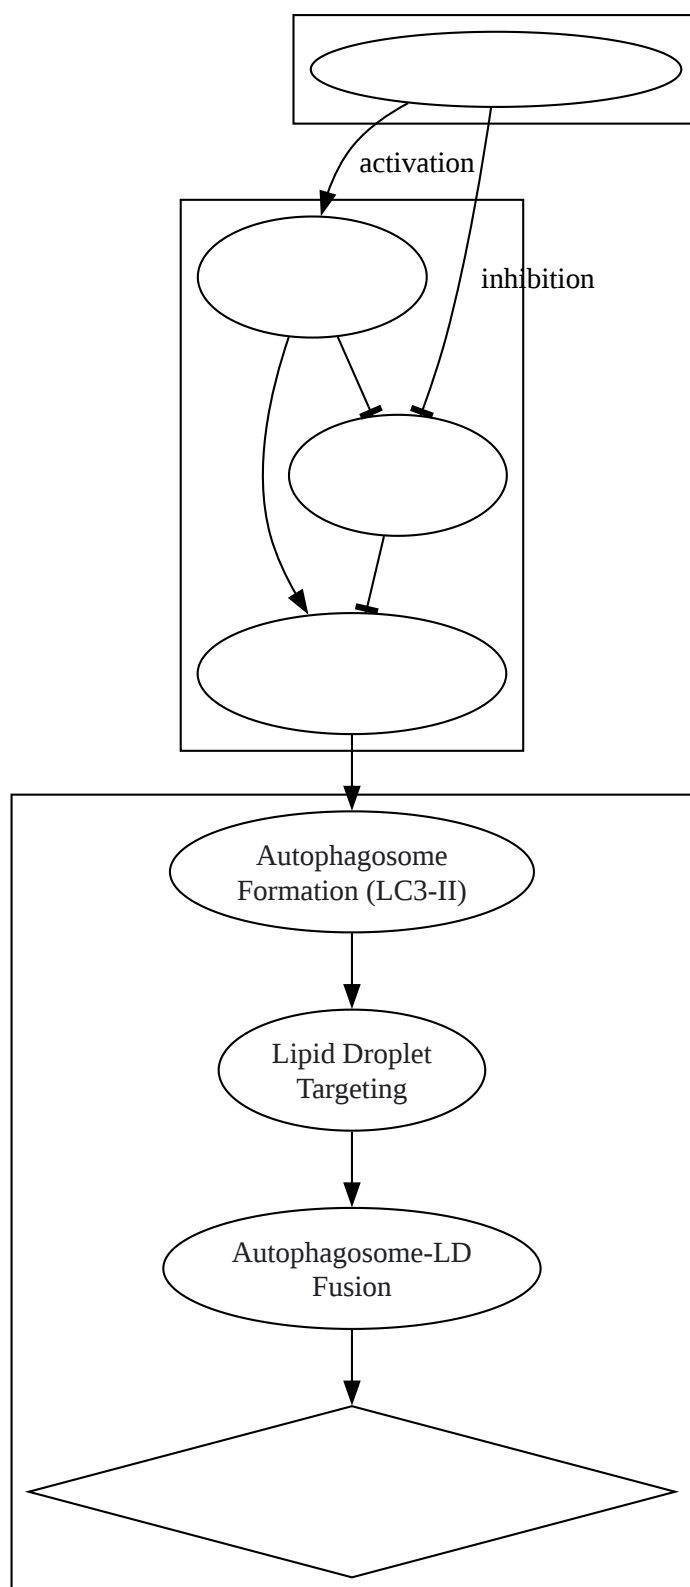 activation
inhibition
Autophagosome
Formation (LC3-II)
Lipid Droplet
Targeting
Autophagosome-LD
Fusion